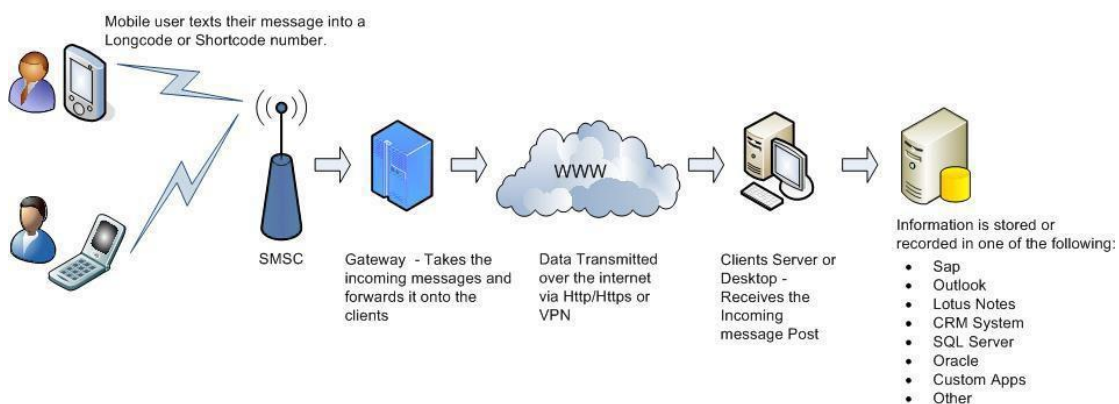 Mobile user texts their message into a
Longcode or Shortcode number.
WWW
SMSC
Gateway - Takes the
incoming messages and
forwards it onto the
clients
Data Transmitted
over the internet
via Http/Https or
VPN
Clients Server or
Desktop -
Receives the
Incoming
message Post
Information is stored or
recorded in one of the following:
• Sap
• Outlook
• Lotus Notes
• CRM System
• SQL Server
• Oracle
• Custom Apps
• Other